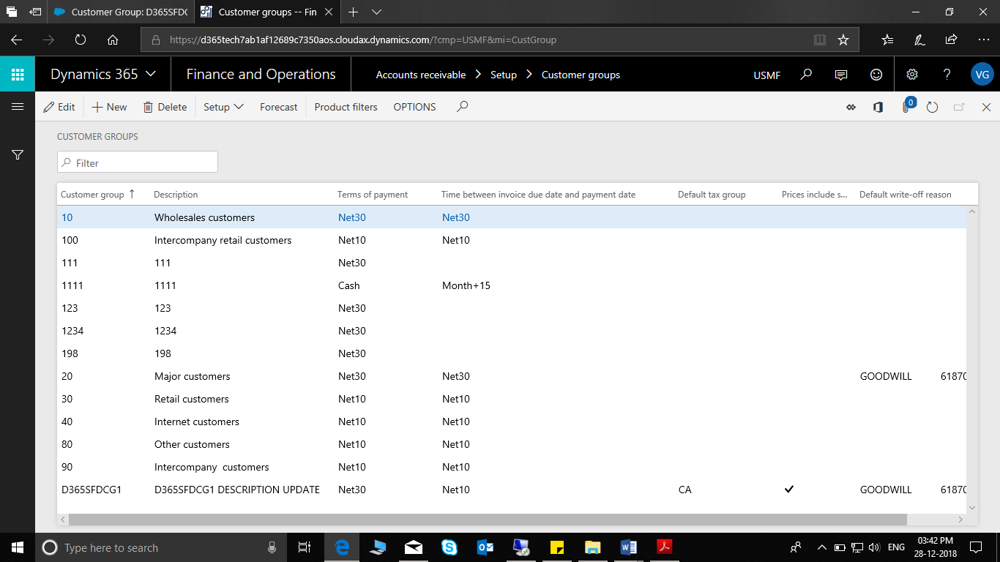 Customer Group: D365SFDC
Customer groups -- Fin
https://d365tech7ab1af12689c7350aos.cloudax.dynamics.com/?cmp=USMF&mi=CustGroup
Dynamics 365 Finance and Operations Accounts receivable Setup Customer groups USMF ? VG
Edit New Delete Setup Forecast Product filters OPTIONS 0
CUSTOMER GROUPS
Filter
Customer group Description Terms of payment Time between invoice due date and payment date Default tax group Prices include s... Default write-off reason
10 Wholesales customers Net30 Net30
100 Intercompany retail customers Net10 Net10
111 111 Net30
1111 1111 Cash Month+15
123 123 Net30
1234 1234 Net30
198 198 Net30
20 Major customers Net30 Net30 GOODWILL 61870
30 Retail customers Net10 Net10
40 Internet customers Net10 Net10
80 Other customers Net10 Net10
90 Intercompany  customers Net10 Net10
D365SFDCG1 D365SFDCG1 DESCRIPTION UPDATE Net30 Net10 CA GOODWILL 61870
Type here to search
ENG
03:42 PM
28-12-2018